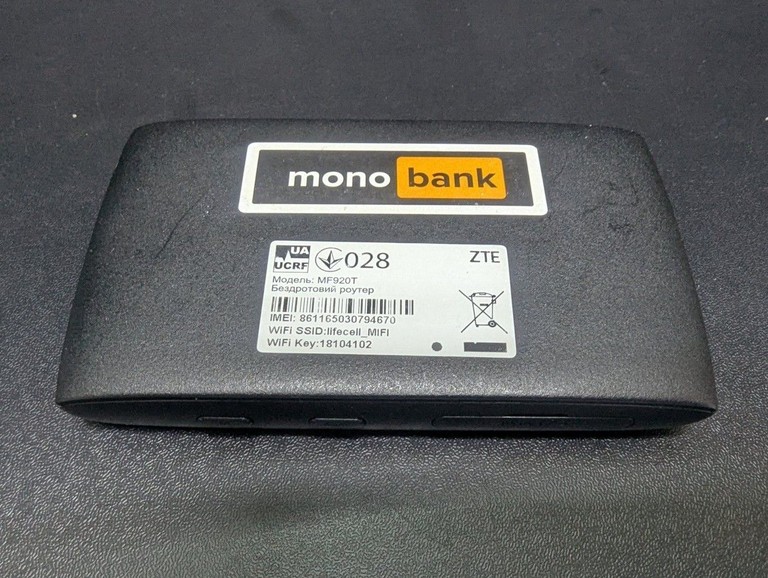 mono bank
UA
UCRF
028
ZTE
Модель: MF920T
Бездротовий роутер
IMEI: 861165030794670
WiFi SSID:lifecell_MIFI
WiFi Key:18104102